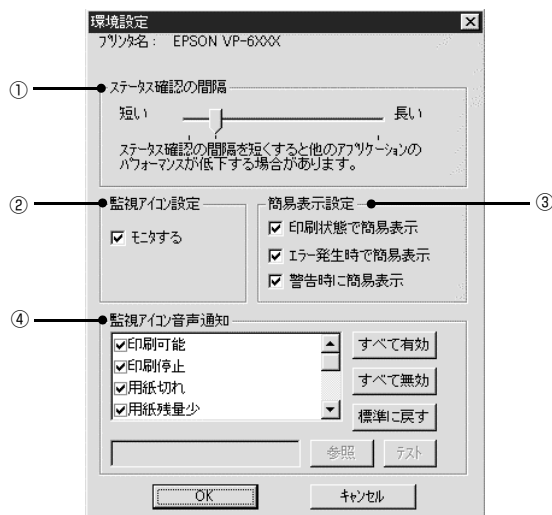 環境設定
プリンタ名： EPSON VP-6XXX
① ステータス確認の間隔
短い 長い
ステータス確認の間隔を短くすると他のアプリケーションの
パフォーマンスが低下する場合があります。
② 監視アイコン設定
モニタする
③ 簡易表示設定
印刷状態で簡易表示
エラー発生時で簡易表示
警告時に簡易表示
④ 監視アイコン音声通知
印刷可能
印刷停止
用紙切れ
用紙残量少
すべて有効
すべて無効
標準に戻す
参照 テスト
OK キャンセル